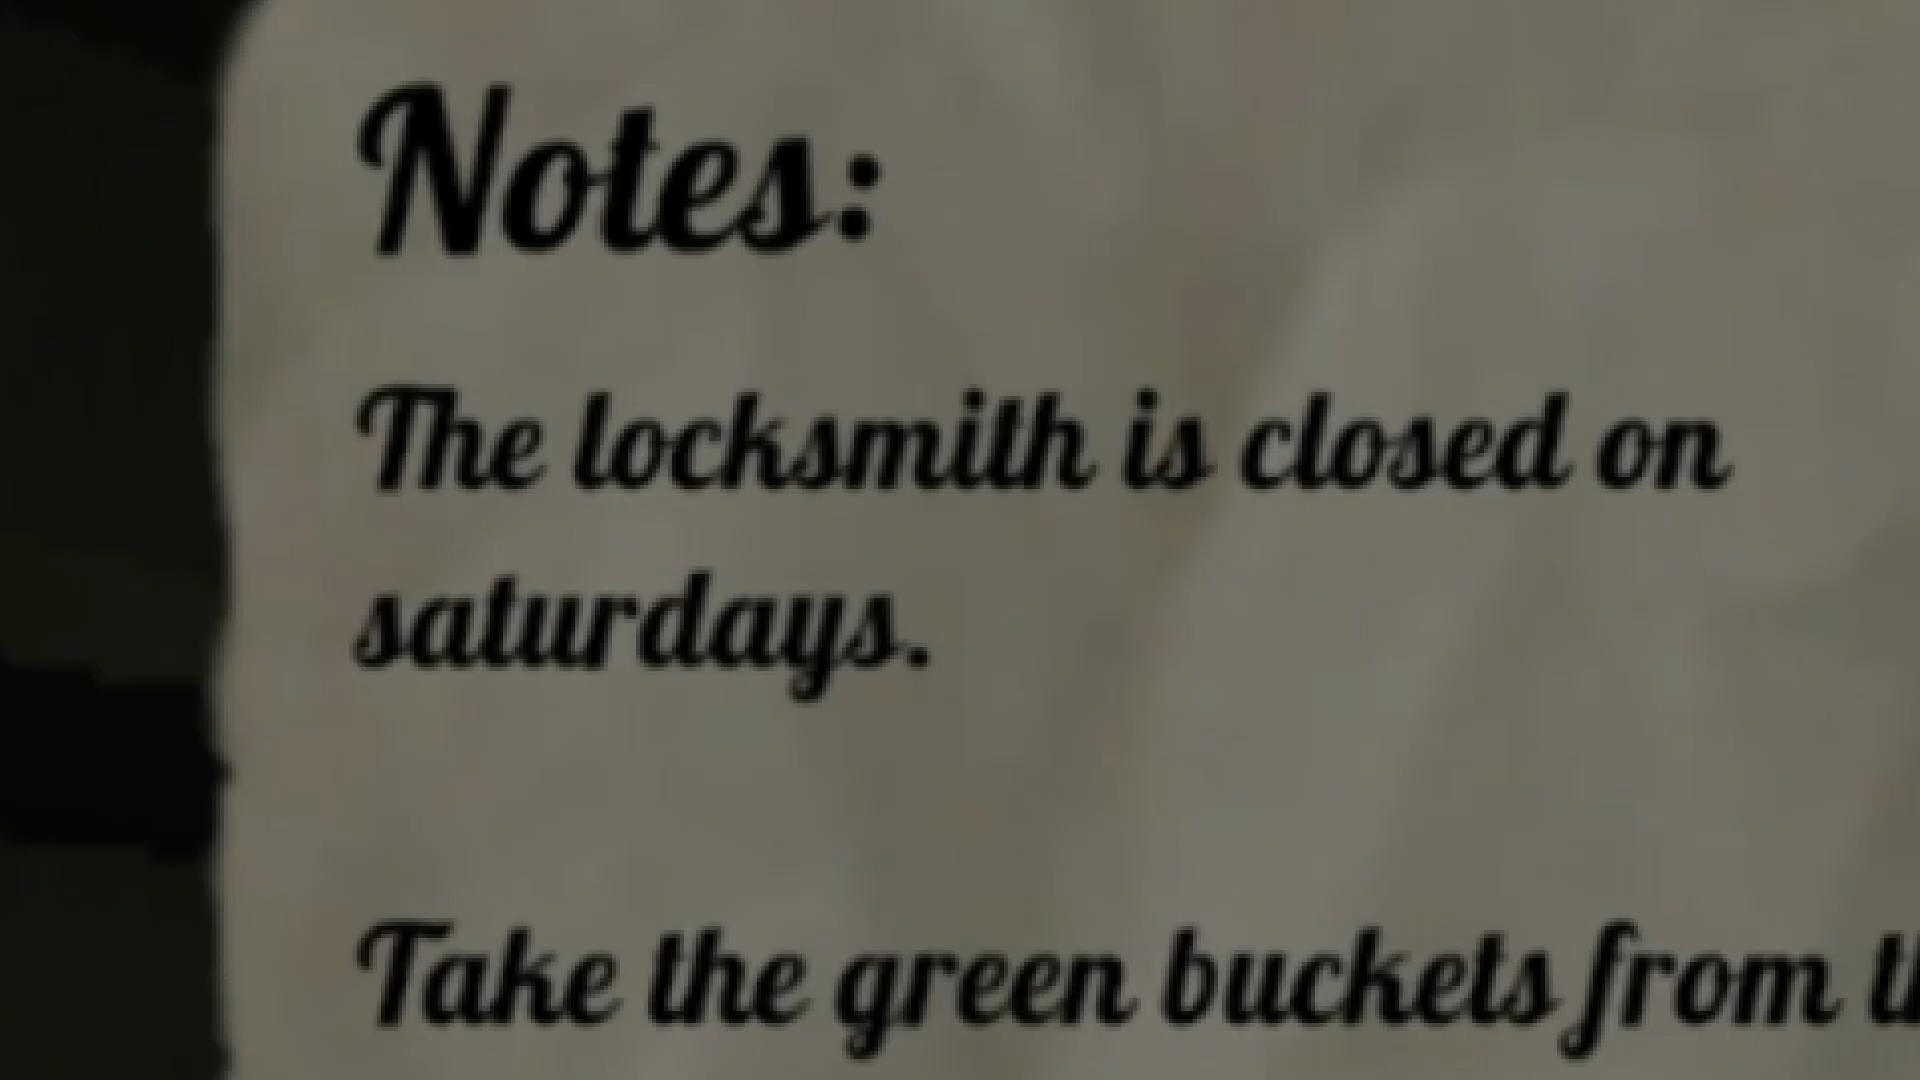 Notes:
The locksmith is closed on
saturdays.
Take the green buckets from